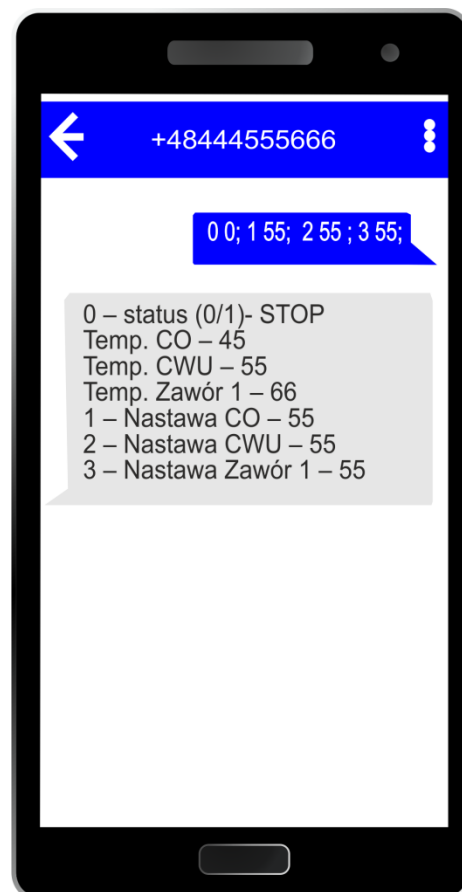 +48444555666
0 0; 1 55; 2 55 ; 3 55;
0 – status (0/1)- STOP
Temp. CO – 45
Temp. CWU – 55
Temp. Zawór 1 – 66
1 – Nastawa CO – 55
2 – Nastawa CWU – 55
3 – Nastawa Zawór 1 – 55